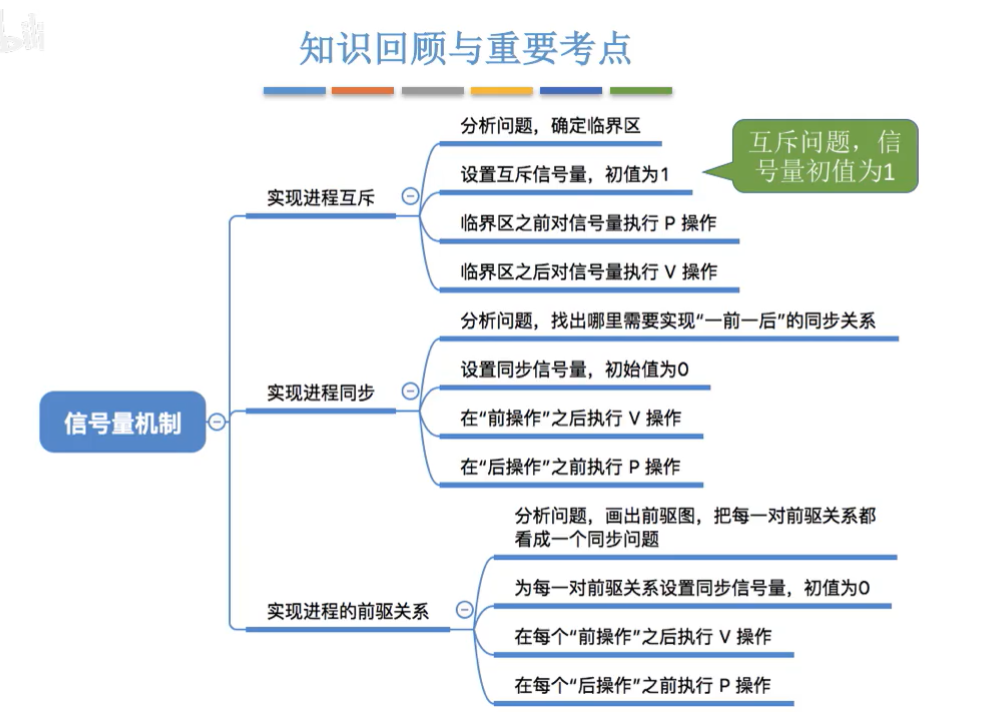 知识回顾与重要考点
分析问题，确定临界区
设置互斥信号量，初值为1
互斥问题，信
号量初值为1
实现进程互斥
临界区之前对信号量执行 P 操作
临界区之后对信号量执行 V 操作
分析问题，找出哪里需要实现“一前一后”的同步关系
设置同步信号量，初始值为0
实现进程同步
在“前操作”之后执行 V 操作
在“后操作”之前执行 P 操作
信号量机制
分析问题，画出前驱图，把每一对前驱关系都
看成一个同步问题
为每一对前驱关系设置同步信号量，初值为0
实现进程的前驱关系
在每个“前操作”之后执行 V 操作
在每个“后操作”之前执行 P 操作